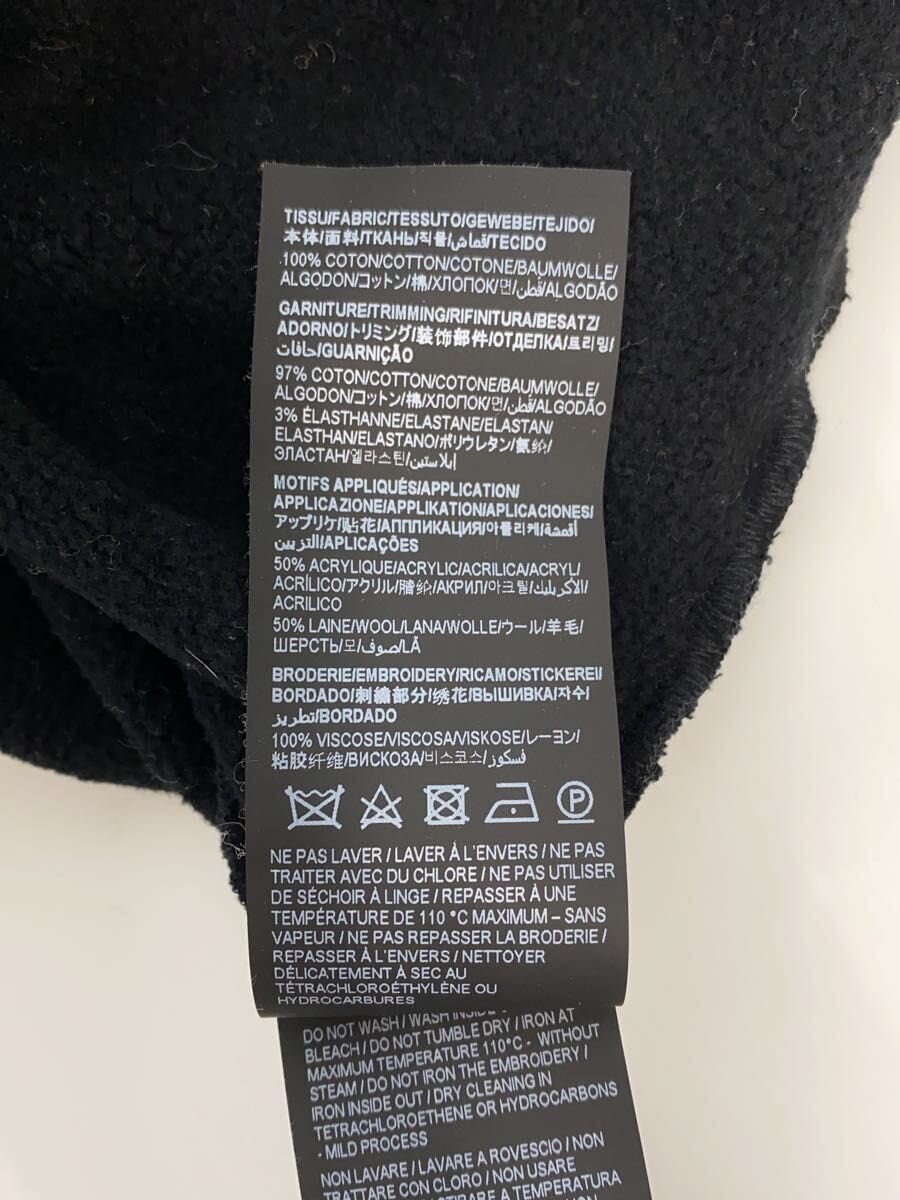 TISSU/FABRIC/TESSUTO/GEWEBE/TEJIDO/
本体/面料/ТКАНЬ/직물/قماش/TECIDO
100% COTON/COTTON/COTONE/BAUMWOLLE/
ALGODON/コットン/棉/ХЛОПОК/면/قطن/ALGODÃO
GARNITURE/TRIMMING/RIFINITURA/BESATZ/
ADORNO/トリミング/装饰部件/ОТДЕЛКА/트리밍/
حافات/GUARNIÇÃO
97% COTON/COTTON/COTONE/BAUMWOLLE/
ALGODON/コットン/棉/ХЛОПОК/면/قطن/ALGODÃO
3% ÉLASTHANNE/ELASTANE/ELASTAN/
ELASTHAN/ELASTANO/ポリウレタン/氨纶/
ЭЛАСТАН/엘라스틴/إيلاستين
MOTIFS APPLIQUÉS/APPLICATION/
APPLICAZIONE/APPLIKATION/APLICACIONES/
アップリケ/貼花/АППЛИКАЦИЯ/아플리케/أقمشة
التزيين/APLICAÇÕES
50% ACRYLIQUE/ACRYLIC/ACRILICA/ACRYL/
ACRÍLICO/アクリル/腈纶/АКРИЛ/아크릴/الأكريليك/
ACRILICO
50% LAINE/WOOL/LANA/WOLLE/ウール/羊毛/
ШЕРСТЬ/모/صوف/LÃ
BRODERIE/EMBROIDERY/RICAMO/STICKEREI/
BORDADO/刺繍部分/绣花/ВЫШИВКА/자수/
تطريز/BORDADO
100% VISCOSE/VISCOSA/VISKOSE/レーヨン/
粘胶纤维/ВИСКОЗА/비스코스/فسكوز
P
NE PAS LAVER / LAVER À L'ENVERS / NE PAS
TRAITER AVEC DU CHLORE / NE PAS UTILISER
DE SÉCHOIR À LINGE / REPASSER À UNE
TEMPÉRATURE DE 110 °C MAXIMUM – SANS
VAPEUR / NE PAS REPASSER LA BRODERIE /
REPASSER À L'ENVERS / NETTOYER
DÉLICATEMENT À SEC AU
TÉTRACHLOROÉTHYLÈNE OU
HYDROCARBURES
DO NOT WASH / WASH INSIDE
BLEACH / DO NOT TUMBLE DRY / IRON AT
MAXIMUM TEMPERATURE 110°C - WITHOUT
STEAM / DO NOT IRON THE EMBROIDERY /
IRON INSIDE OUT / DRY CLEANING IN
TETRACHLOROETHENE OR HYDROCARBONS
- MILD PROCESS
NON LAVARE / LAVARE A ROVESCIO / NON
TRATTARE CON CLORO / NON USARE
A TEMPERATURA